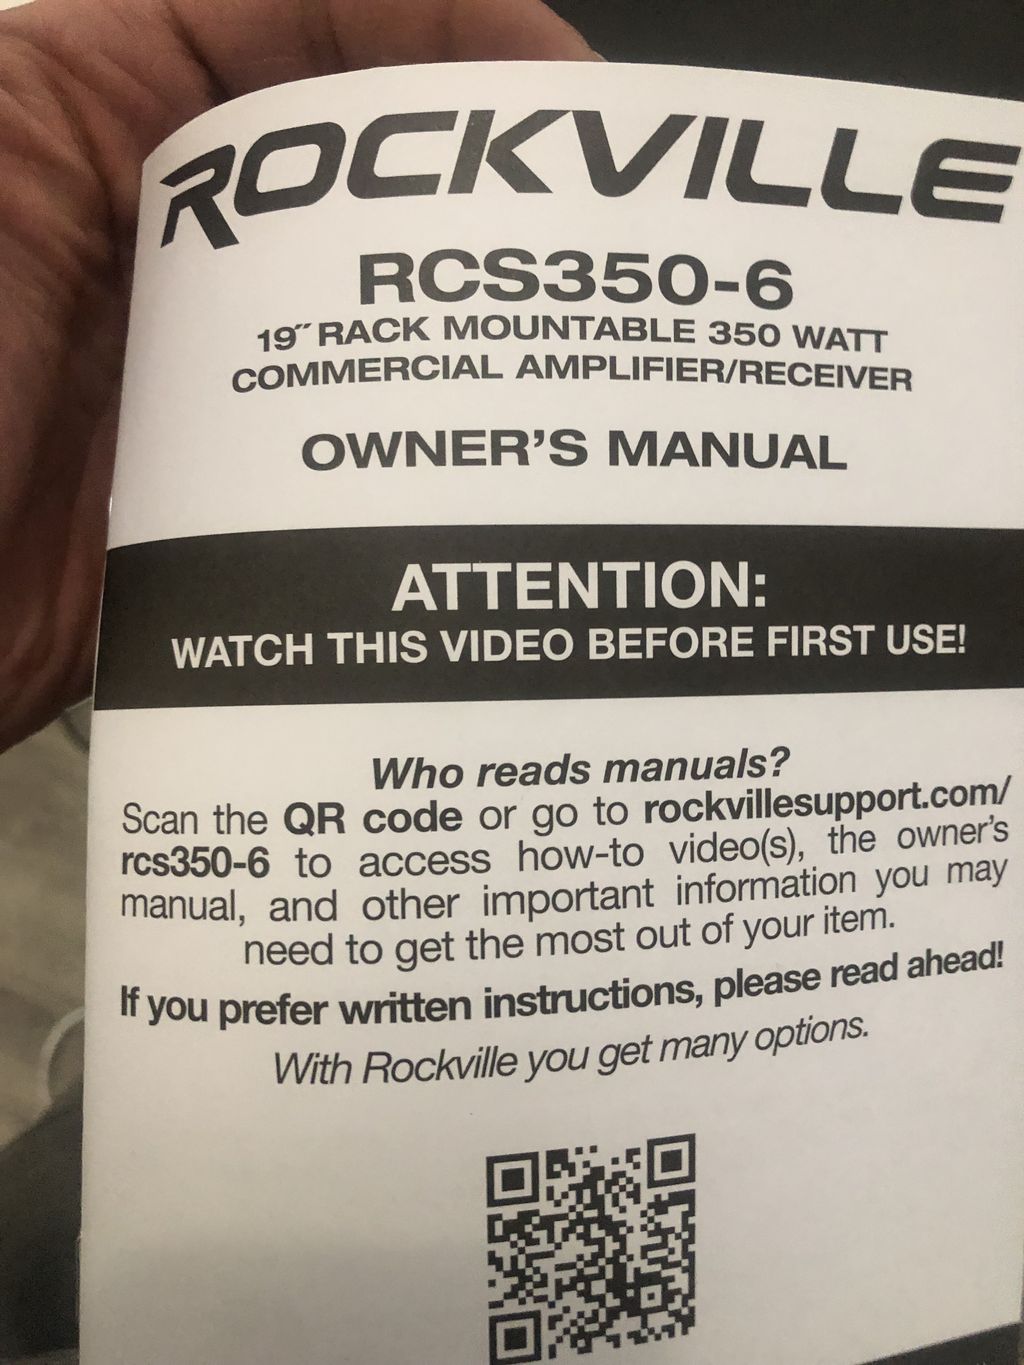 ROCKVILLE
RCS350-6
19˝ RACK MOUNTABLE 350 WATT
COMMERCIAL AMPLIFIER/RECEIVER
OWNER'S MANUAL
ATTENTION:
WATCH THIS VIDEO BEFORE FIRST USE!
Who reads manuals?
Scan the QR code or go to rockvillesupport.com/
rcs350-6 to access how-to video(s), the owner's
manual, and other important information you may
need to get the most out of your item.
If you prefer written instructions, please read ahead!
With Rockville you get many options.